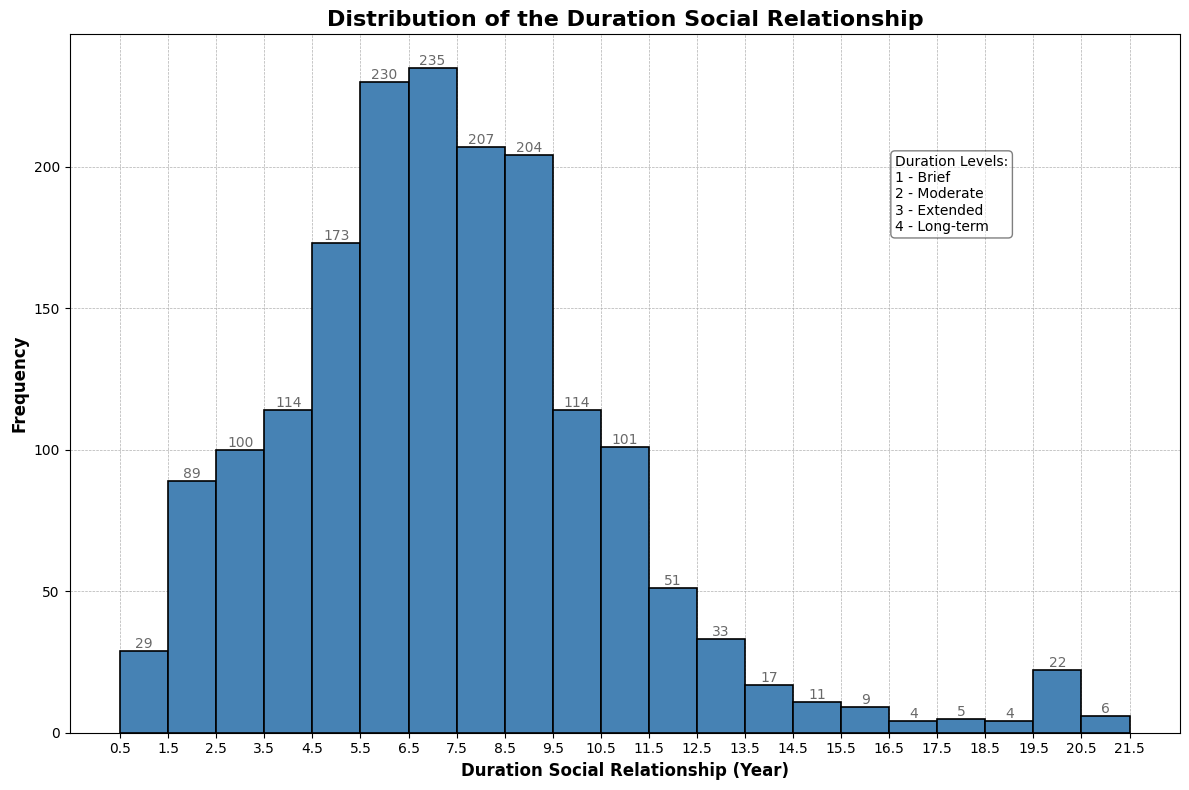 Distribution of the Duration Social Relationship
Frequency
200
150
100
50
0
29
89
100
114
173
230
235
207
204
114
101
51
33
17
11
9
4
5
4
22
6
Duration Levels:
1 - Brief
2 - Moderate
3 - Extended
4 - Long-term
0.5 1.5 2.5 3.5 4.5 5.5 6.5 7.5 8.5 9.5 10.5 11.5 12.5 13.5 14.5 15.5 16.5 17.5 18.5 19.5 20.5 21.5
Duration Social Relationship (Year)